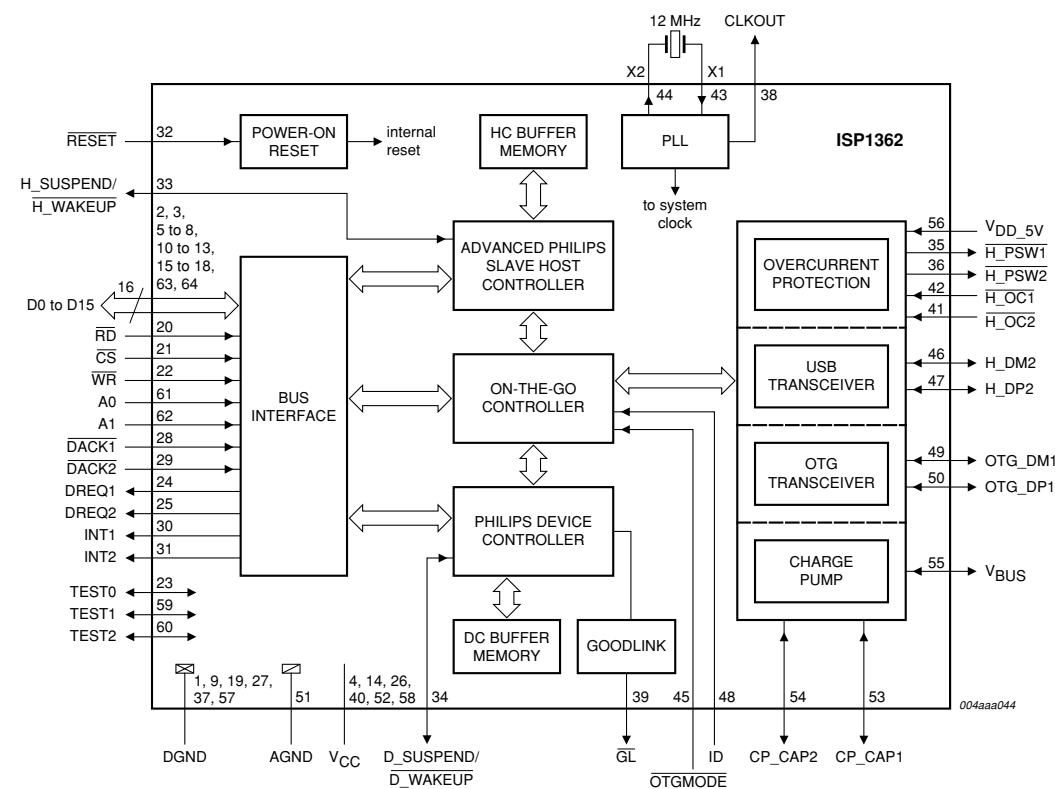 12 MHz
CLKOUT
X2
X1
44
43
38
RESET
32
POWER-ON
RESET
internal
reset
HC BUFFER
MEMORY
PLL
ISP1362
to system
clock
H_SUSPEND/
H_WAKEUP
33
2, 3,
5 to 8,
10 to 13,
15 to 18,
63, 64
D0 to D15
16
RD
20
CS
21
WR
22
A0
61
A1
62
DACK1
28
DACK2
29
DREQ1
24
DREQ2
25
INT1
30
INT2
31
TEST0
23
TEST1
59
TEST2
60
BUS
INTERFACE
ADVANCED PHILIPS
SLAVE HOST
CONTROLLER
ON-THE-GO
CONTROLLER
PHILIPS DEVICE
CONTROLLER
DC BUFFER
MEMORY
GOODLINK
OVERCURRENT
PROTECTION
USB
TRANSCEIVER
OTG
TRANSCEIVER
CHARGE
PUMP
56
VDD_5V
35
H_PSW1
36
H_PSW2
42
H_OC1
41
H_OC2
46
H_DM2
47
H_DP2
49
OTG_DM1
50
OTG_DP1
55
VBUS
1, 9, 19, 27,
37, 57
51
4, 14, 26,
40, 52, 58
34
39
45
48
54
53
004aaa044
DGND
AGND
VCC
D_SUSPEND/
D_WAKEUP
GL
OTGMODE
ID
CP_CAP2
CP_CAP1